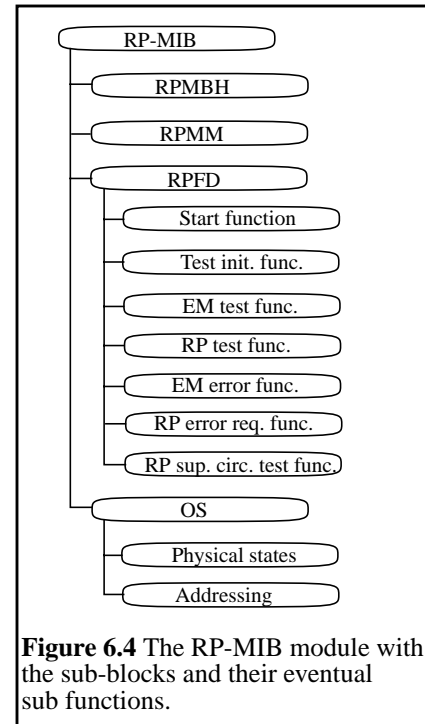 RP-MIB
RPMBH
RPMM
RPFD
Start function
Test init. func.
EM test func.
RP test func.
EM error func.
RP error req. func.
RP sup. circ. test func.
OS
Physical states
Addressing
Figure 6.4 The RP-MIB module with
the sub-blocks and their eventual
sub functions.